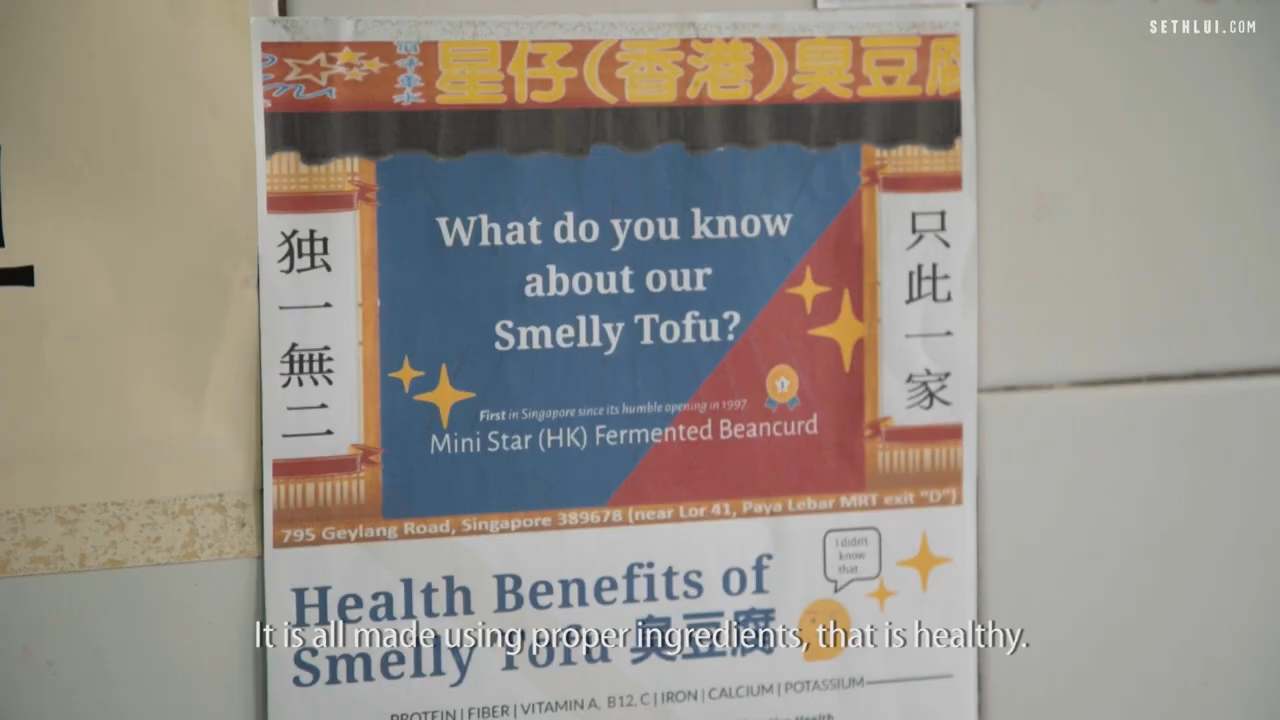 SETHLUI.COM
星仔(香港)臭豆腐
独一無二
只此一家
What do you know
about our
Smelly Tofu?
First in Singapore since its humble opening in 1997
1
Mini Star (HK) Fermented Beancurd
795 Geylang Road, Singapore 389678 (near Lor 41, Paya Lebar MRT exit "D")
I didn't
know
that...
Health Benefits of
Smelly Tofu 臭豆腐
It is all made using proper ingredients, that is healthy.
PROTEIN | FIBER | VITAMIN A, B12, C | IRON | CALCIUM | POTASSIUM
Health